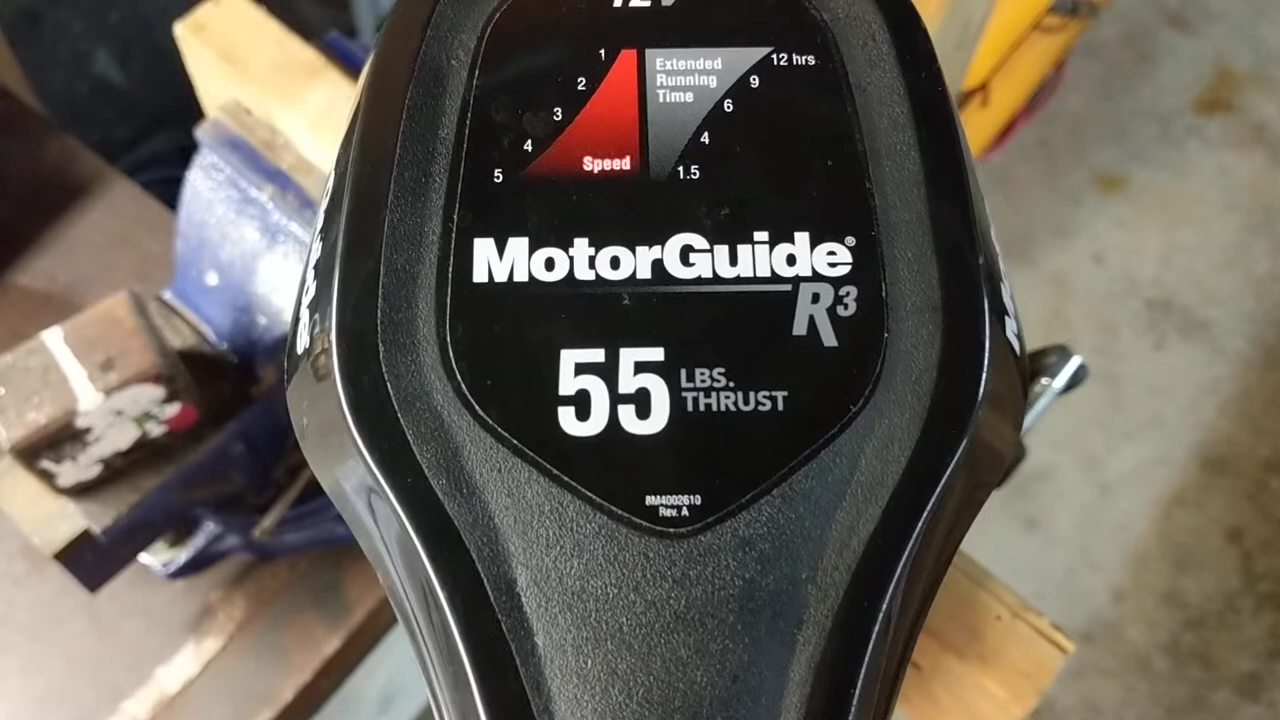 12V
1
2
3
4
5
Speed
Extended
Running
Time
12 hrs
9
6
4
1.5
MotorGuide®
R3
55
LBS.
THRUST
8M4002610
Rev. A